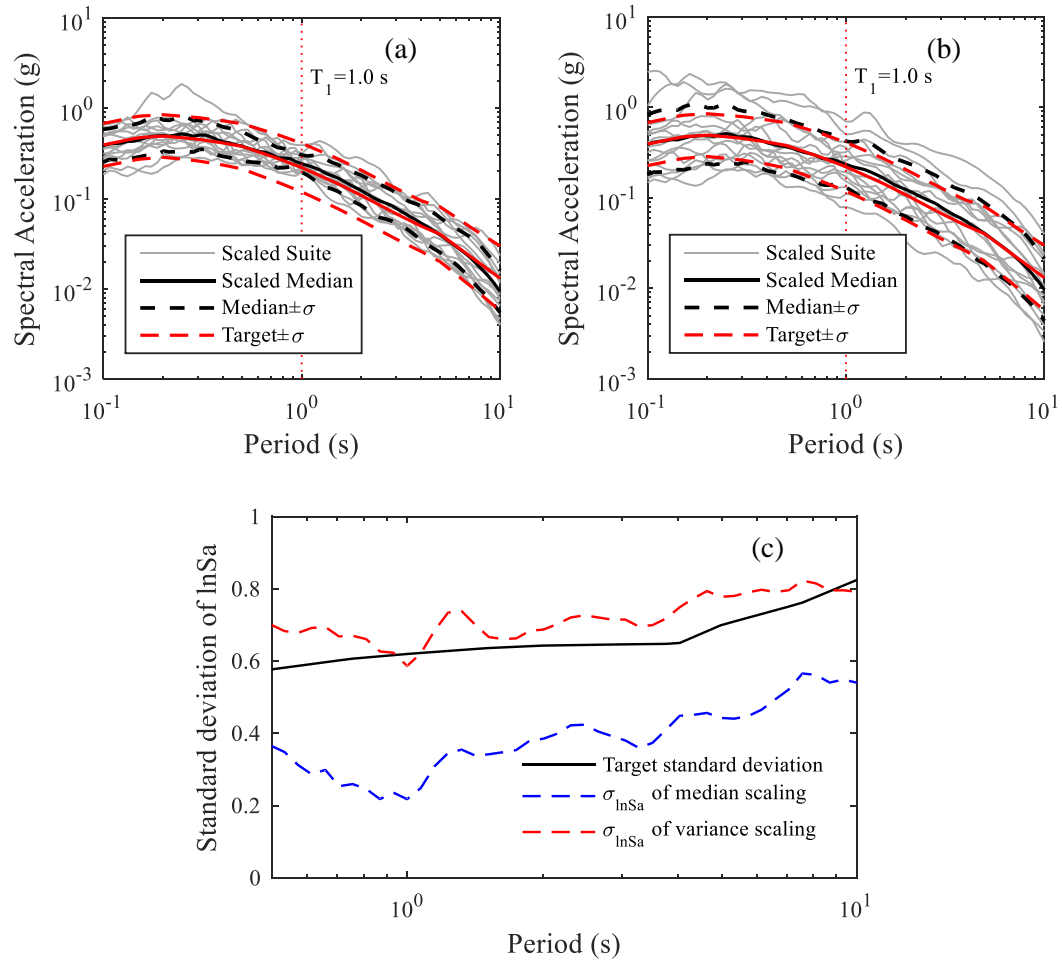 10^1
10^0
10^-1
10^-2
10^-3
10^-1
10^0
10^1
Spectral Acceleration (g)
Period (s)
(a)
T_1=1.0 s
Scaled Suite
Scaled Median
Median±σ
Target±σ
10^1
10^0
10^-1
10^-2
10^-3
10^-1
10^0
10^1
Spectral Acceleration (g)
Period (s)
(b)
T_1=1.0 s
Scaled Suite
Scaled Median
Median±σ
Target±σ
1
0.8
0.6
0.4
0.2
0
10^0
10^1
Standard deviation of lnSa
Period (s)
(c)
Target standard deviation
σ_lnSa of median scaling
σ_lnSa of variance scaling